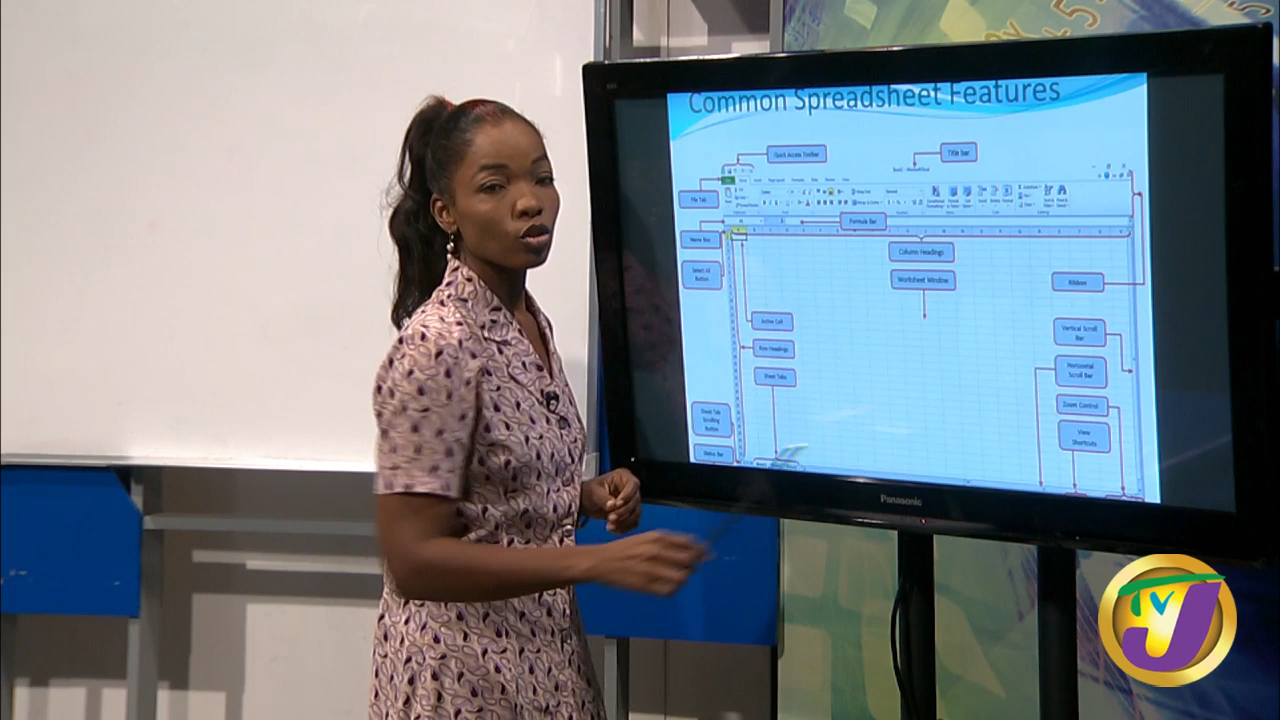 Common Spreadsheet Features
Quick Access Toolbar
Title bar
File Tab
Formula Bar
Name Box
Column Headings
Select All
Button
Worksheet Window
Ribbon
Active Cell
Vertical Scroll
Bar
Row Headings
Horizontal
Scroll Bar
Sheet Tabs
Zoom Control
Sheet Tab
Scrolling
Button
View
Shortcuts
Status Bar
Panasonic
TVJ